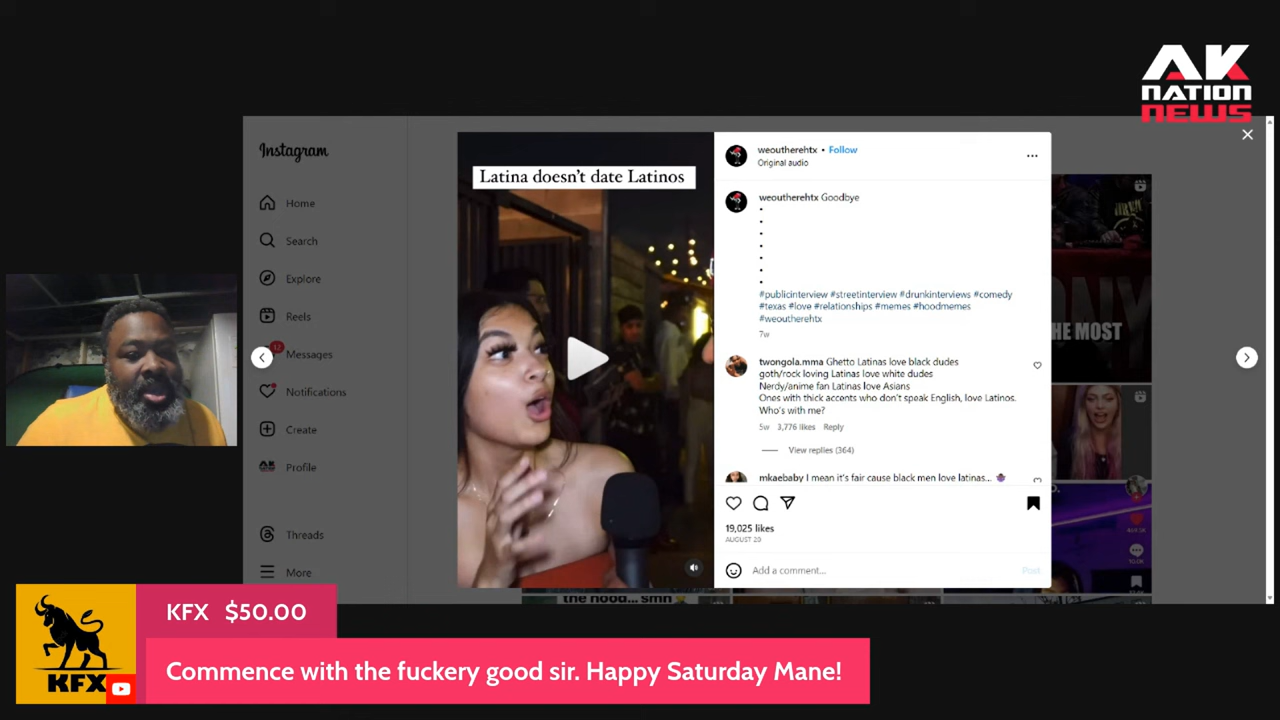 AK
NATION
NEWS
Instagram
Home
Search
Explore
Reels
Messages
Notifications
Create
Profile
Threads
More
Latina doesn't date Latinos
weoutherehtx • Follow
Original audio
weoutherehtx Goodbye
•
•
•
•
•
•
•
#publicinterview #streetinterview #drunkinterviews #comedy
#texas #love #relationships #memes #hoodmemes
#weoutherehtx
7w
twongola.mma Ghetto Latinas love black dudes
goth/rock loving Latinas love white dudes
Nerdy/anime fan Latinas love Asians
Ones with thick accents who don't speak English, love Latinos.
Who's with me?
5w 3,776 likes Reply
View replies (364)
mkaebaby I mean it's fair cause black men love latinas...
19,025 likes
Add a comment...
Post
HE MOST
the hood... smh
KFX $50.00
KFX
Commence with the fuckery good sir. Happy Saturday Mane!